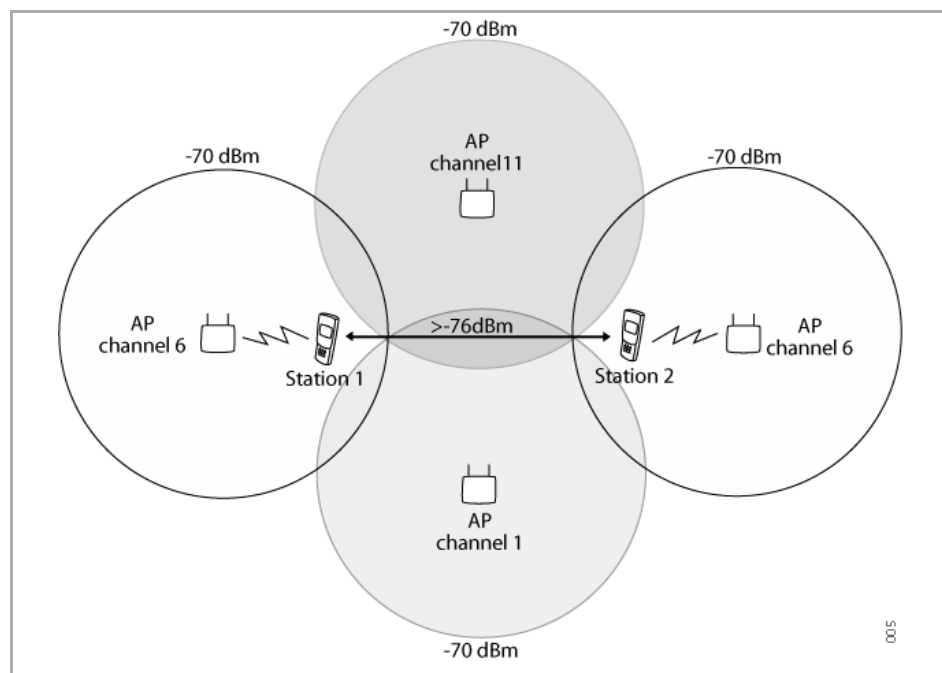 -70 dBm
AP
channel11
-70 dBm
-70 dBm
AP
channel 6
Station 1
>-76dBm
Station 2
AP
channel 6
AP
channel 1
-70 dBm
005